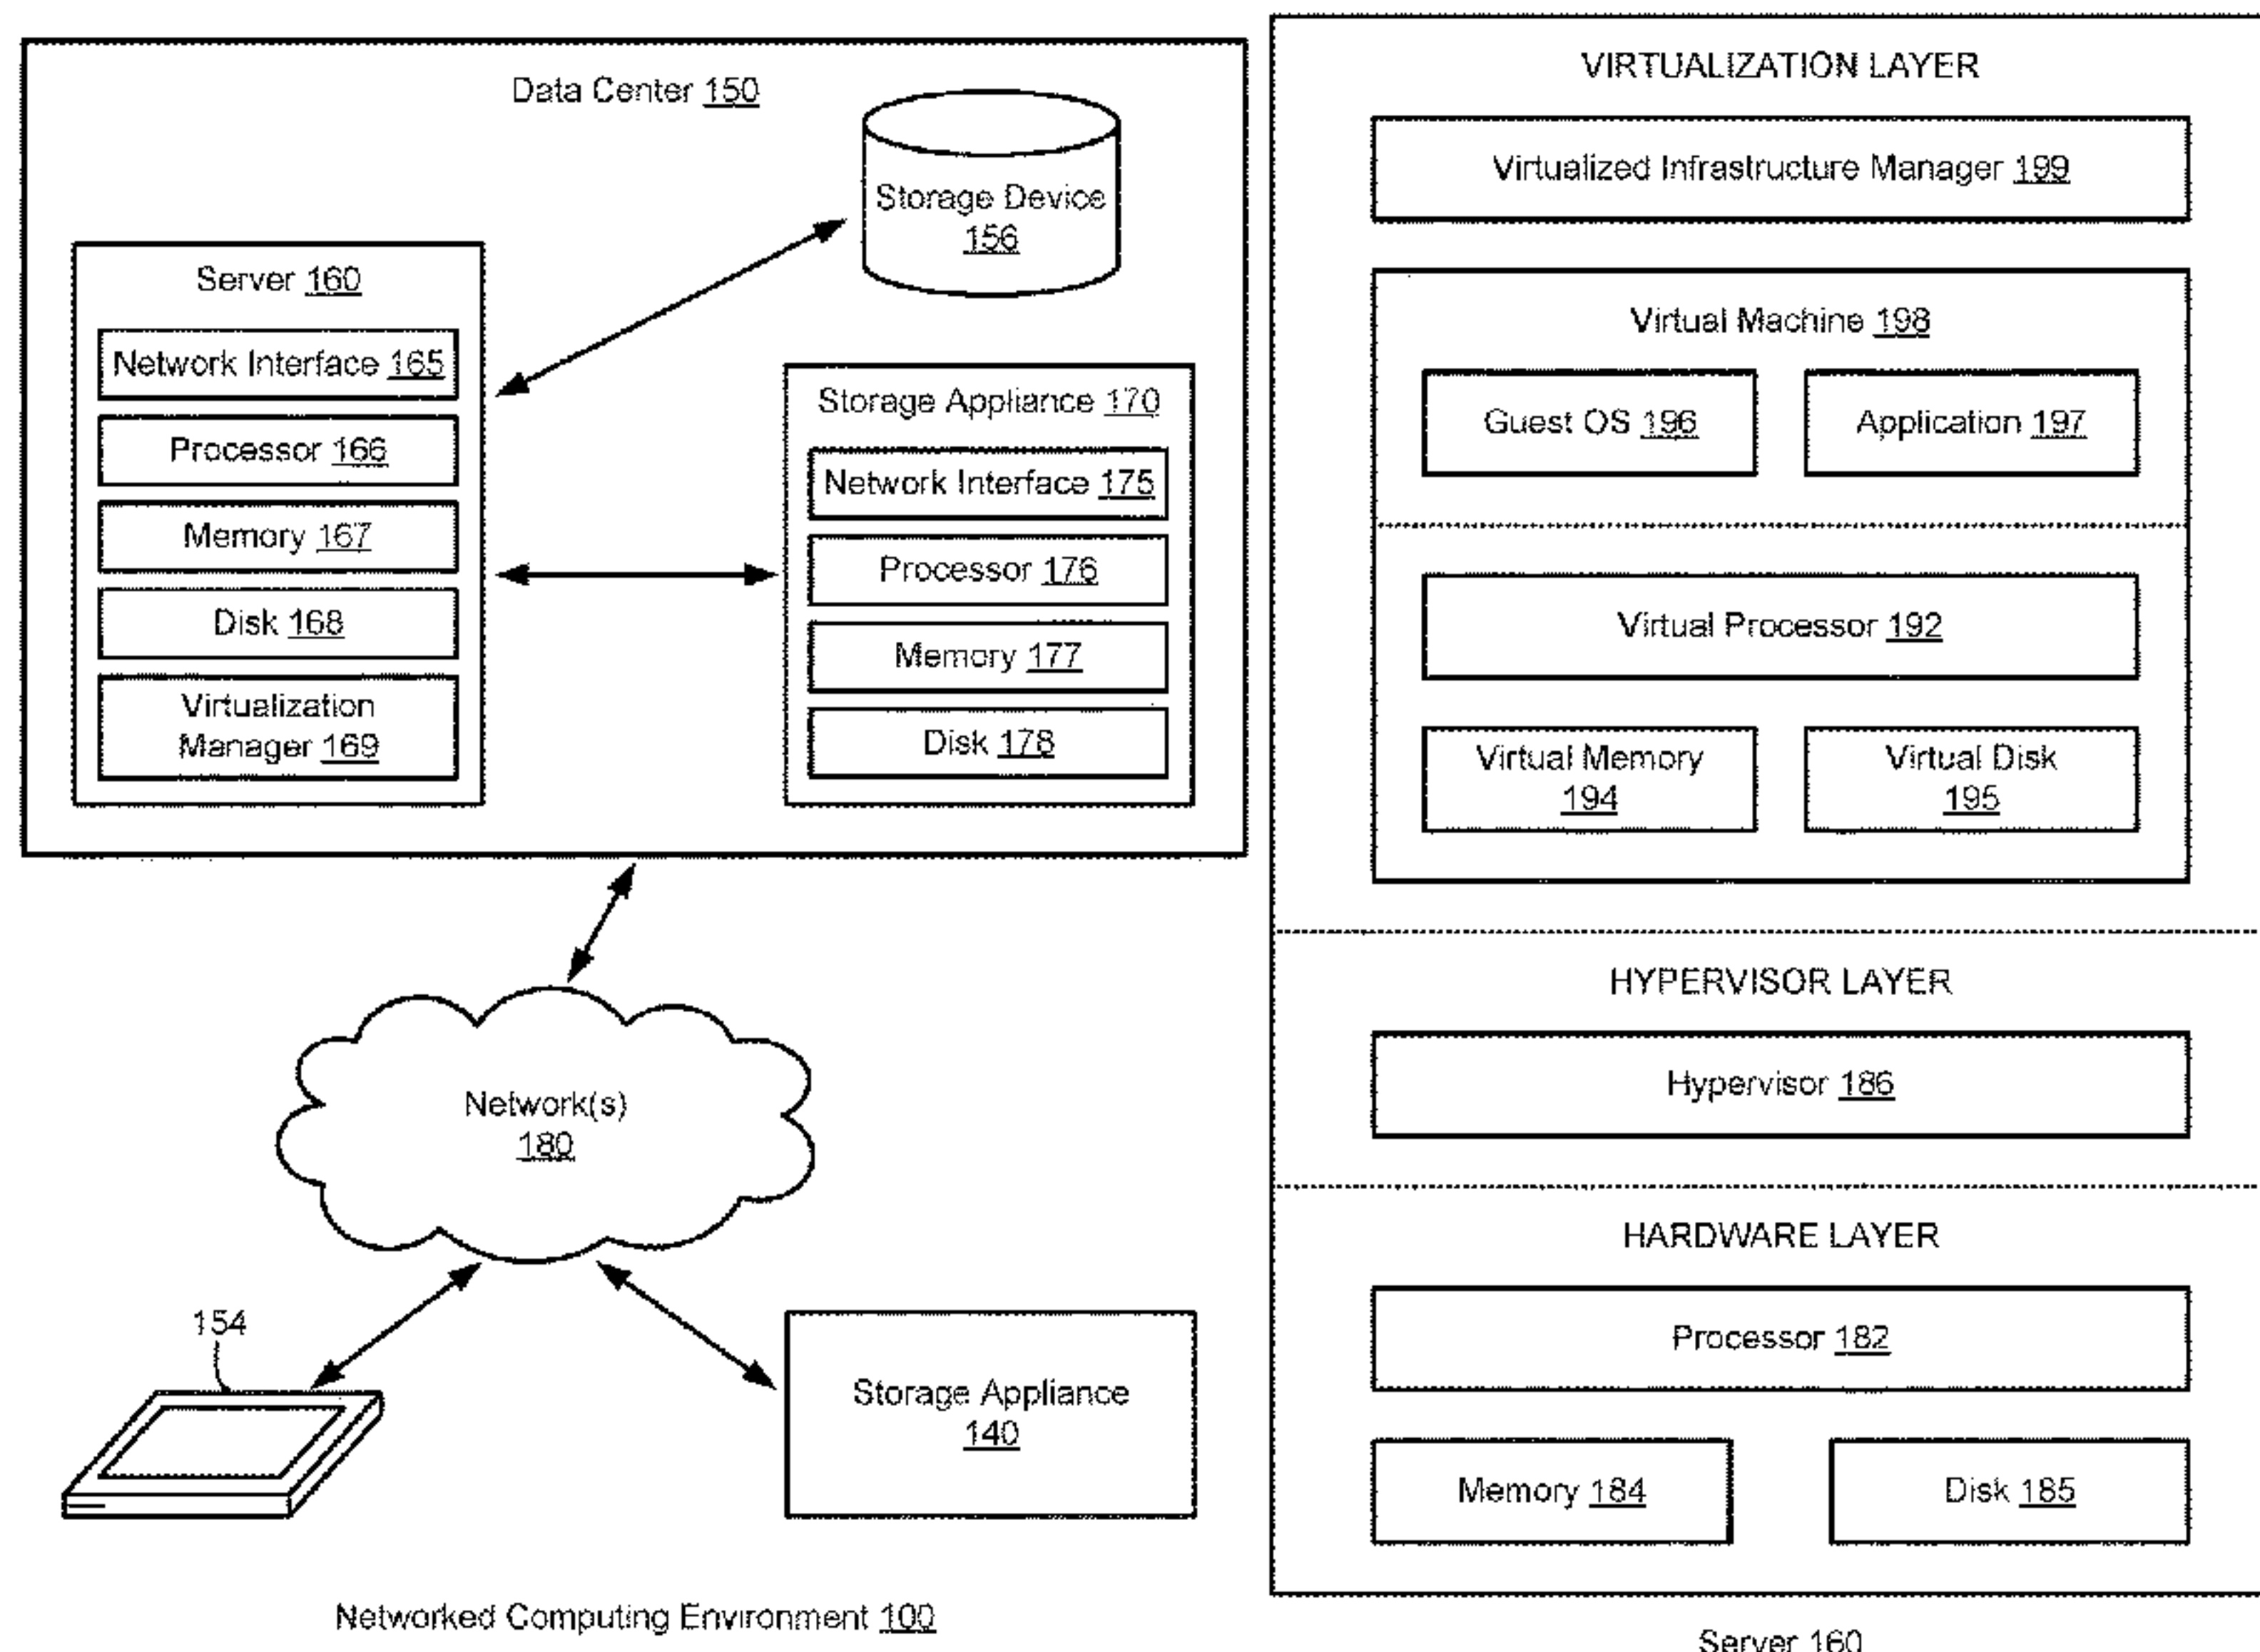 Data Center 150
Storage Device
156
Server 160
Network Interface 165
Processor 166
Memory 167
Disk 168
Virtualization
Manager 169
Storage Appliance 170
Network Interface 175
Processor 176
Memory 177
Disk 178
Network(s)
180
154
Storage Appliance
140
Networked Computing Environment 100
VIRTUALIZATION LAYER
Virtualized Infrastructure Manager 199
Virtual Machine 198
Guest OS 196
Application 197
Virtual Processor 192
Virtual Memory
194
Virtual Disk
195
HYPERVISOR LAYER
Hypervisor 186
HARDWARE LAYER
Processor 182
Memory 184
Disk 185
Server 160